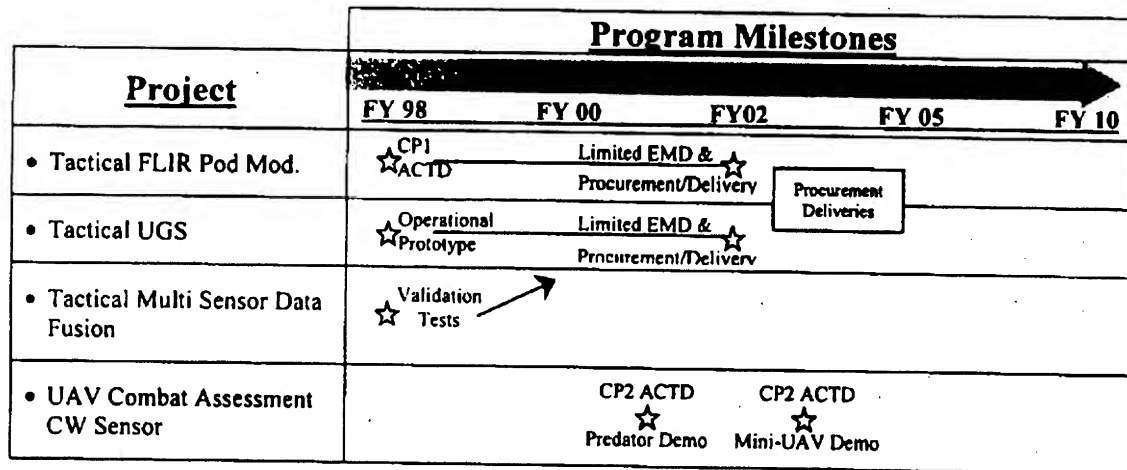 Program Milestones
Project
FY 98 FY 00 FY02 FY 05 FY 10
• Tactical FLIR Pod Mod.
CP1
ACTD
Limited EMD &
Procurement/Delivery
Procurement
Deliveries
• Tactical UGS
Operational
Prototype
Limited EMD &
Procurement/Delivery
• Tactical Multi Sensor Data
Fusion
Validation
Tests
• UAV Combat Assessment
CW Sensor
CP2 ACTD
Predator Demo
CP2 ACTD
Mini-UAV Demo